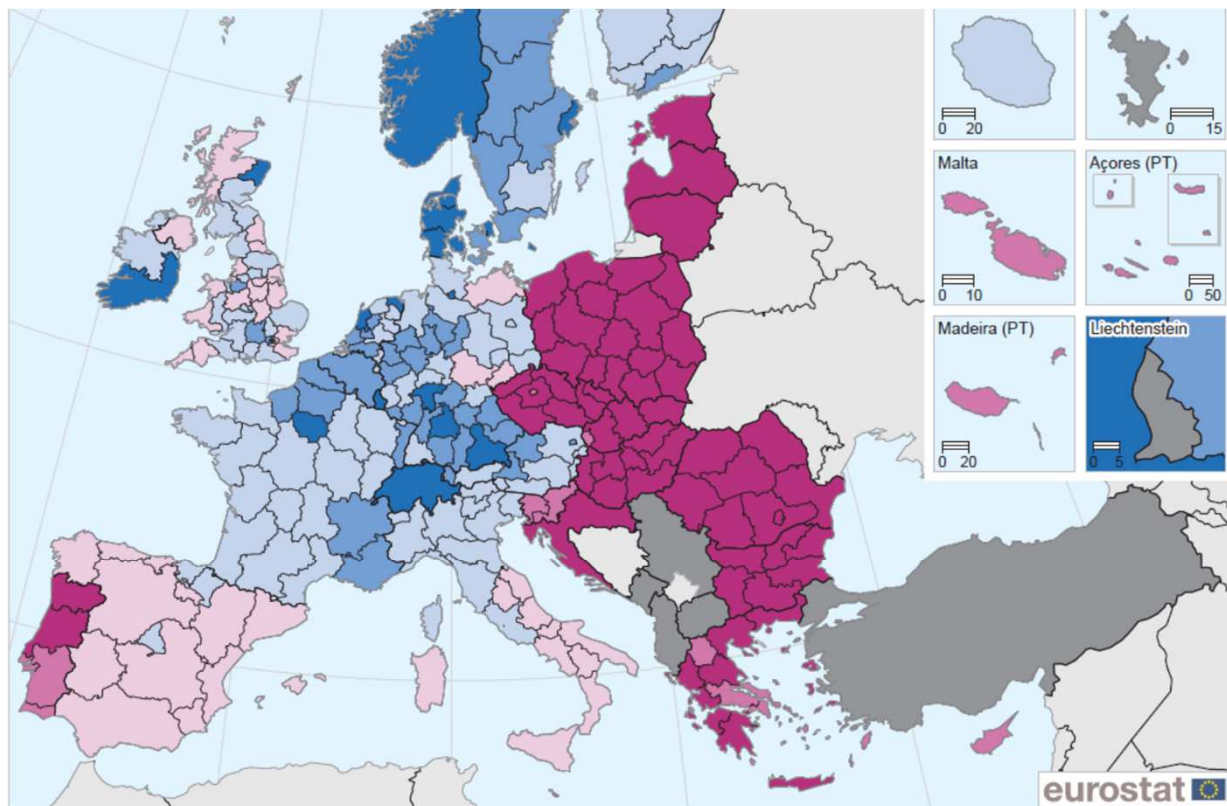 0 20
0 15
Malta
0 10
Açores (PT)
0 50
Madeira (PT)
0 20
Liechtenstein
0 5
eurostat